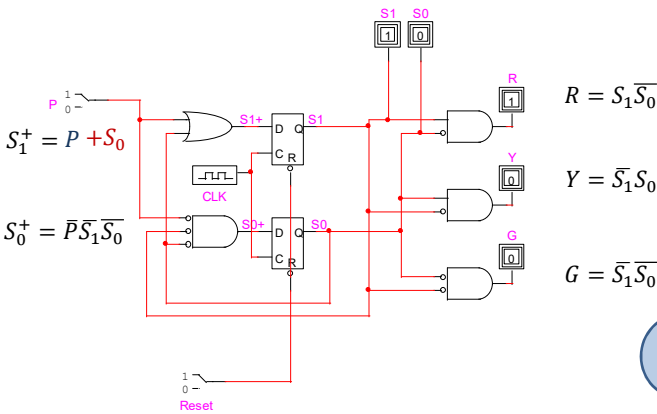 S1 S0
1 0
R
1
R = S₁S̅₀̅
P 1
0
S₁⁺ = P + S₀
S1+ D Q S1
C R
CLK
Y
0
Y = S̅₁S₀
S₀⁺ = P̅S̅₁S̅₀̅
S0+ D Q S0
C R
G
0
G = S̅₁S̅₀̅
1
0
Reset